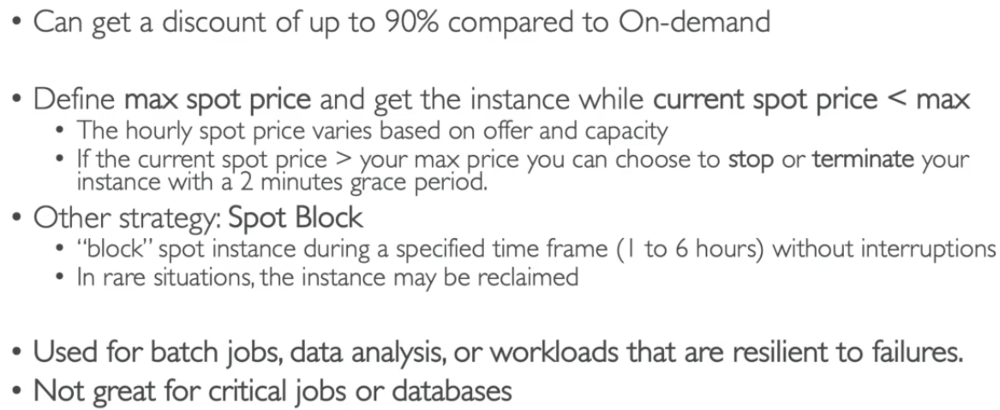 • Can get a discount of up to 90% compared to On-demand
• Define max spot price and get the instance while current spot price < max
• The hourly spot price varies based on offer and capacity
• If the current spot price > your max price you can choose to stop or terminate your
instance with a 2 minutes grace period.
• Other strategy: Spot Block
• “block” spot instance during a specified time frame (1 to 6 hours) without interruptions
• In rare situations, the instance may be reclaimed
• Used for batch jobs, data analysis, or workloads that are resilient to failures.
• Not great for critical jobs or databases